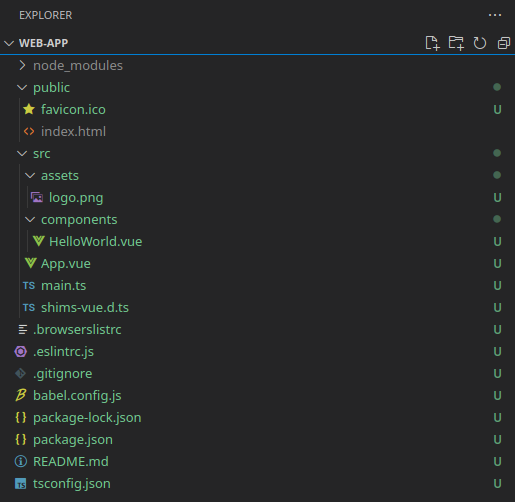 EXPLORER
WEB-APP
node_modules
public
favicon.ico U
index.html
src
assets
logo.png U
components
HelloWorld.vue U
App.vue U
TS main.ts U
TS shims-vue.d.ts U
.browserslistrc U
.eslintrc.js U
.gitignore U
babel.config.js U
{ } package-lock.json U
{ } package.json U
README.md U
TS tsconfig.json U